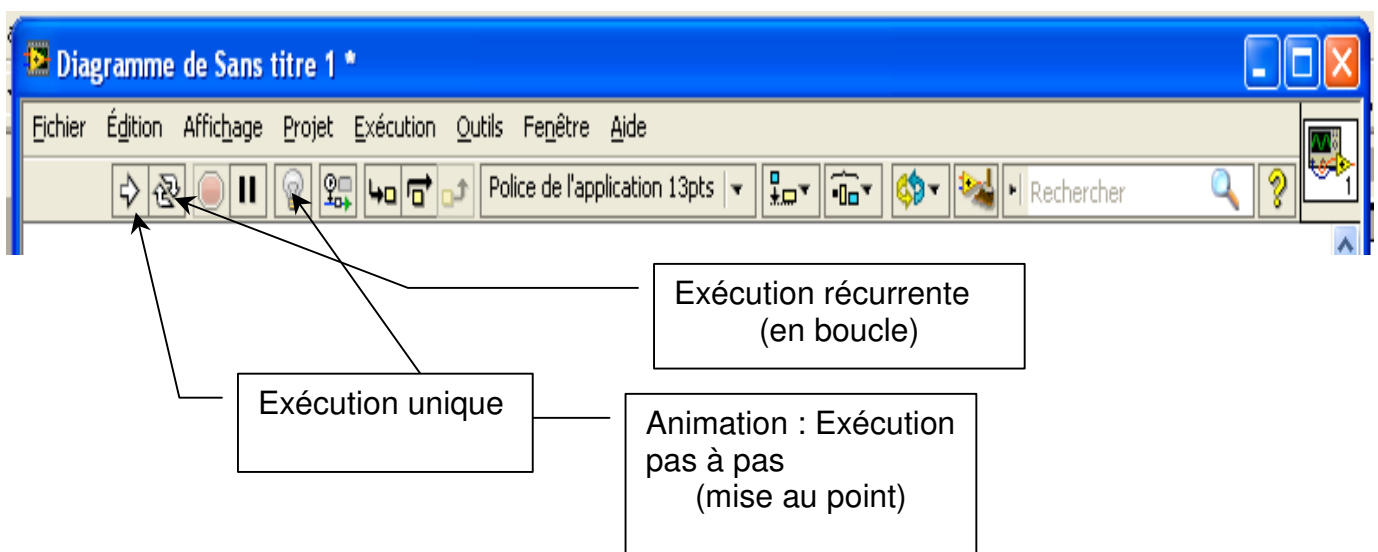 Diagramme de Sans titre 1 *
Fichier Édition Affichage Projet Exécution Outils Fenêtre Aide
Police de l'application 13pts
Rechercher
?
1
Exécution récurrente
(en boucle)
Exécution unique
Animation : Exécution
pas à pas
(mise au point)